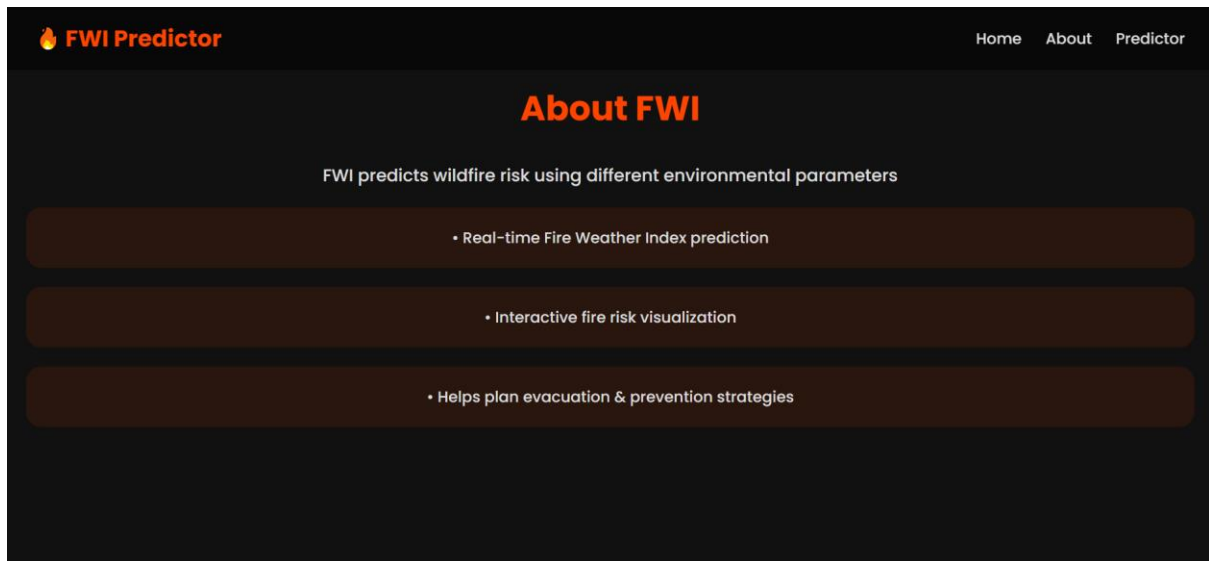 🔥 FWI Predictor
Home About Predictor
About FWI
FWI predicts wildfire risk using different environmental parameters
• Real-time Fire Weather Index prediction
• Interactive fire risk visualization
• Helps plan evacuation & prevention strategies